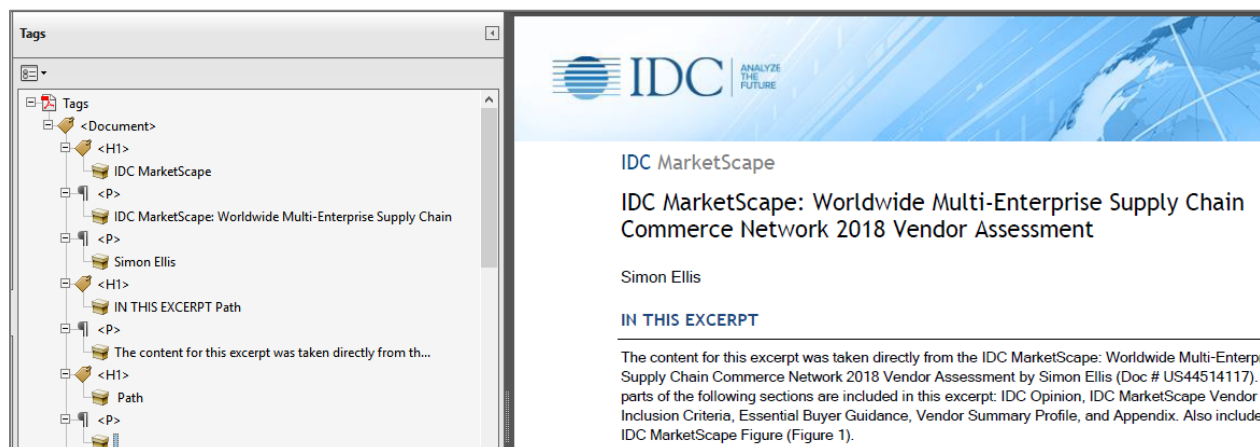 Tags
Tags
<Document>
<H1>
IDC MarketScape
<P>
IDC MarketScape: Worldwide Multi-Enterprise Supply Chain
<P>
Simon Ellis
<H1>
IN THIS EXCERPT Path
<P>
The content for this excerpt was taken directly from th...
<H1>
Path
<P>
IDC
ANALYZE
THE
FUTURE
IDC MarketScape
IDC MarketScape: Worldwide Multi-Enterprise Supply Chain
Commerce Network 2018 Vendor Assessment
Simon Ellis
IN THIS EXCERPT
The content for this excerpt was taken directly from the IDC MarketScape: Worldwide Multi-Enterpr
Supply Chain Commerce Network 2018 Vendor Assessment by Simon Ellis (Doc # US44514117).
parts of the following sections are included in this excerpt: IDC Opinion, IDC MarketScape Vendor
Inclusion Criteria, Essential Buyer Guidance, Vendor Summary Profile, and Appendix. Also include
IDC MarketScape Figure (Figure 1).